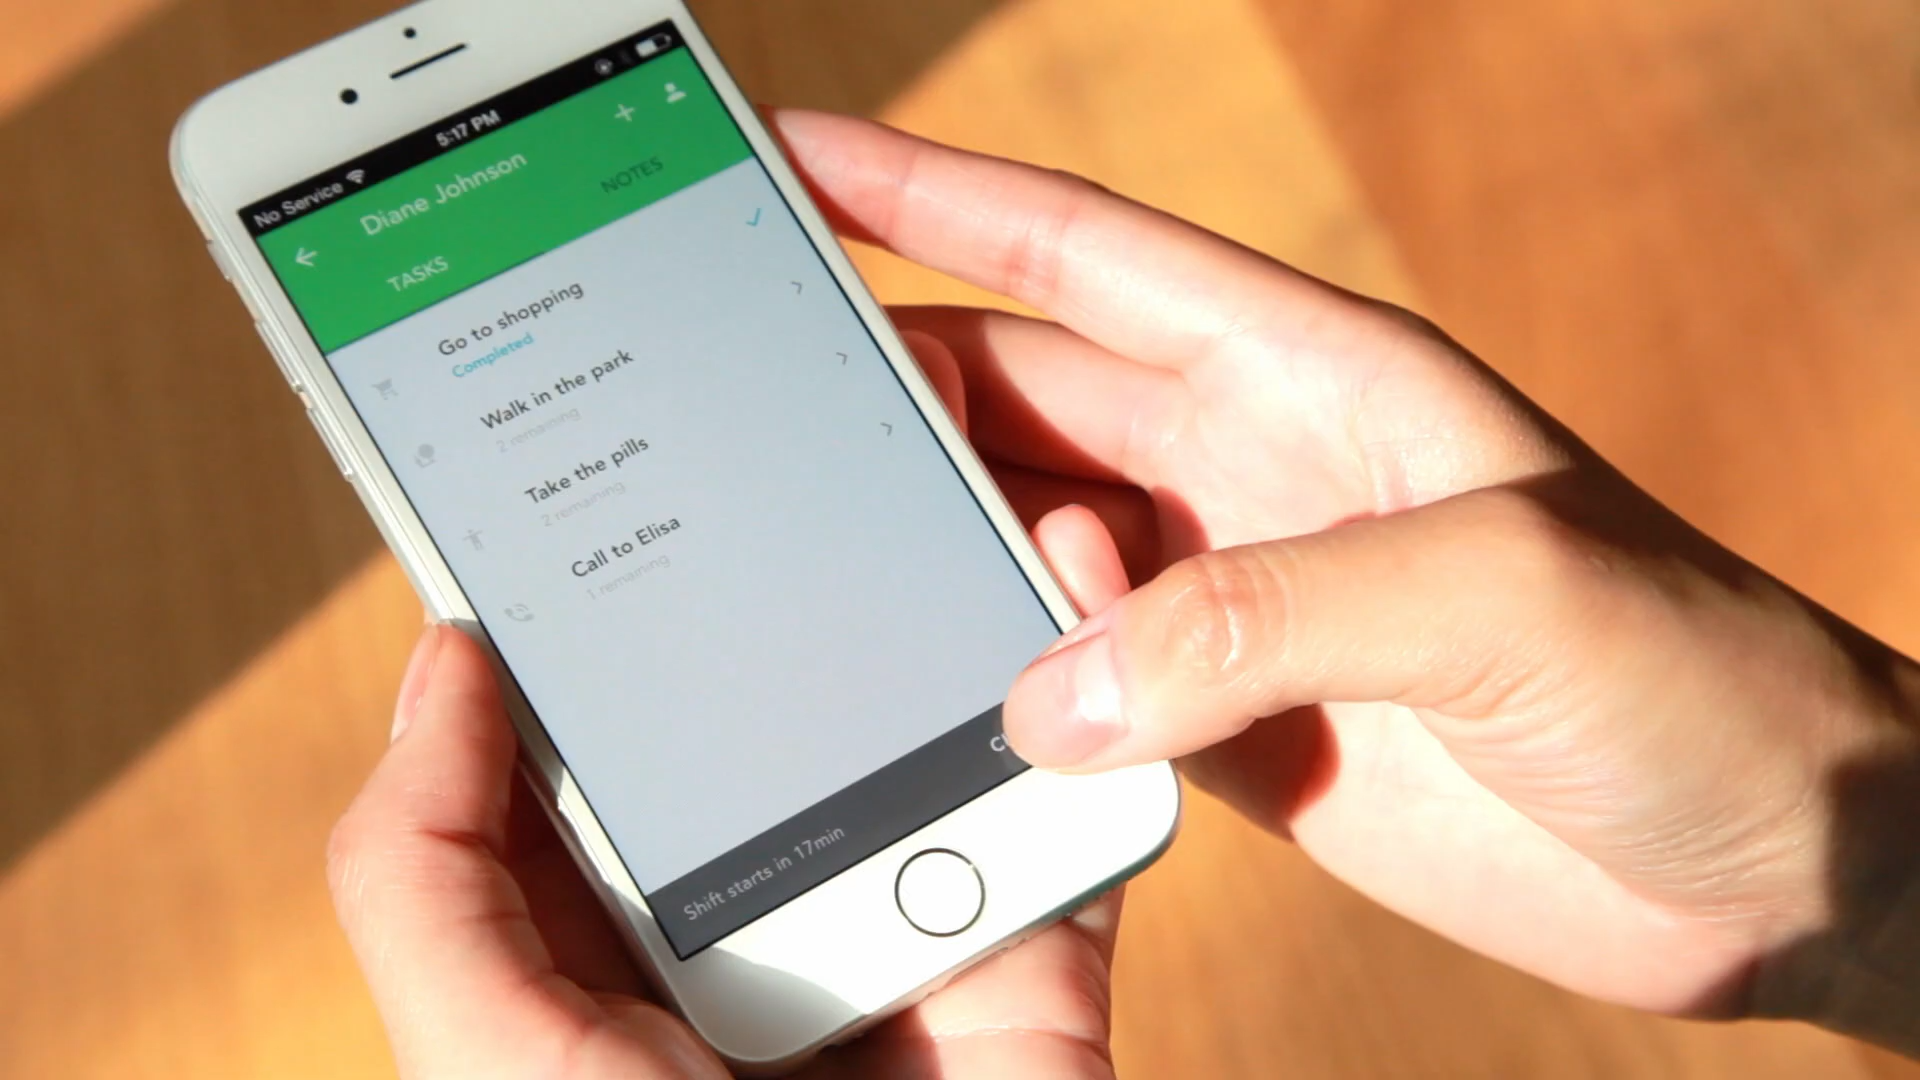 No Service 5:17 PM
Diane Johnson
TASKS NOTES
Go to shopping
Completed
Walk in the park
2 remaining
Take the pills
2 remaining
Call to Elisa
1 remaining
Shift starts in 17min